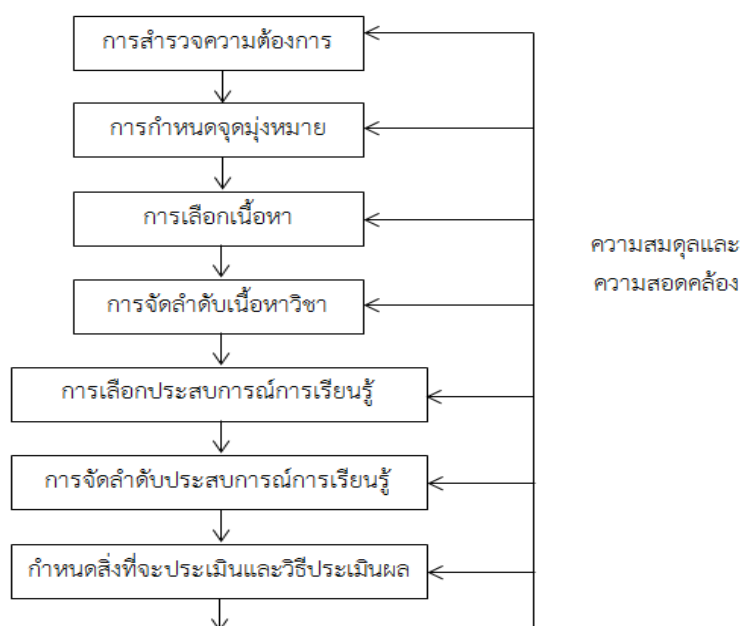 การสำรวจความต้องการ
การกำหนดจุดมุ่งหมาย
การเลือกเนื้อหา
การจัดลำดับเนื้อหาวิชา
การเลือกประสบการณ์การเรียนรู้
การจัดลำดับประสบการณ์การเรียนรู้
กำหนดสิ่งที่จะประเมินและวิธีประเมินผล
ความสมดุลและ
ความสอดคล้อง